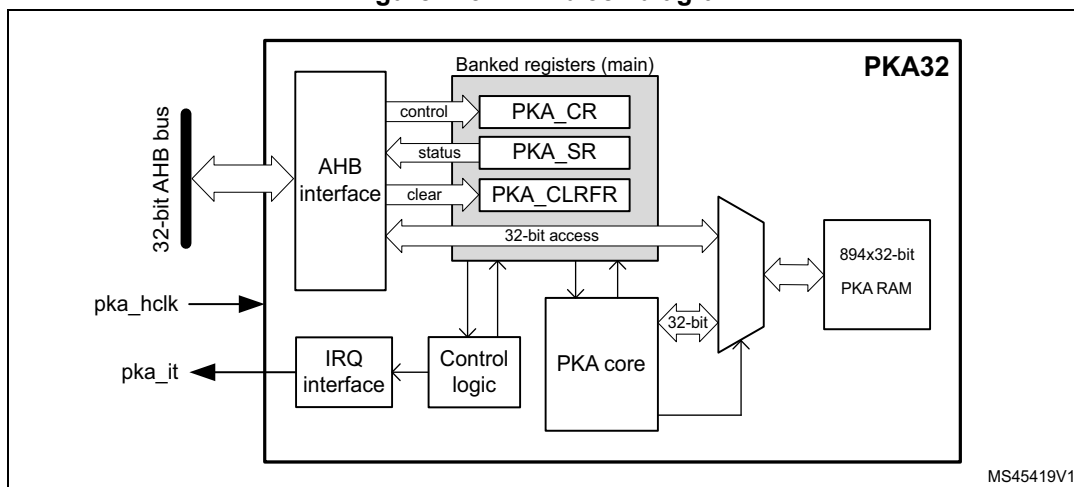 PKA32
Banked registers (main)
control
PKA_CR
status
PKA_SR
clear
PKA_CLRFR
AHB
interface
32-bit AHB bus
32-bit access
894x32-bit
PKA RAM
pka_hclk
32-bit
PKA core
IRQ
interface
Control
logic
pka_it
MS45419V1